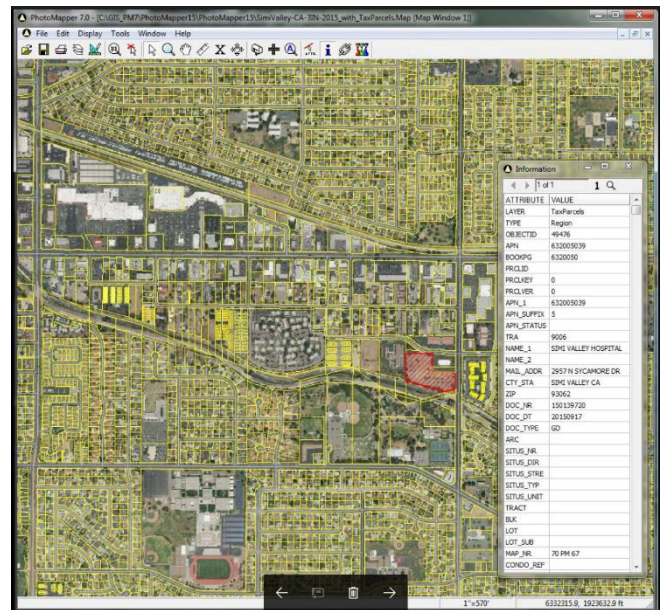 PhotoMapper 7.0 - [C:\GIS_PM7\PhotoMapper15\PhotoMapper15\SimiValley-CA-3IN-2015_with_TaxParcels.Map (Map Window 1)]
File Edit Display Tools Window Help
Information
1 of 1 1
ATTRIBUTE VALUE
LAYER TaxParcels
TYPE Region
OBJECTID 49476
APN 632005039
BOOKPG 6320050
PRCLID
PRCLKEY 0
PRCLVER 0
APN_1 632005039
APN_SUFFIX 5
APN_STATUS
TRA 9006
NAME_1 SIMI VALLEY HOSPITAL
NAME_2
MAIL_ADDR 2957 N SYCAMORE DR
CTY_STA SIMI VALLEY CA
ZIP 93062
DOC_NR 150139720
DOC_DT 20150917
DOC_TYPE GD
ARC
SITUS_NR
SITUS_DIR
SITUS_STRE
SITUS_TYP
SITUS_UNIT
TRACT
BLK
LOT
LOT_SUB
MAP_NR 70 PM 67
CONDO_REF
1"=570' 6332315.9, 1923632.9 ft